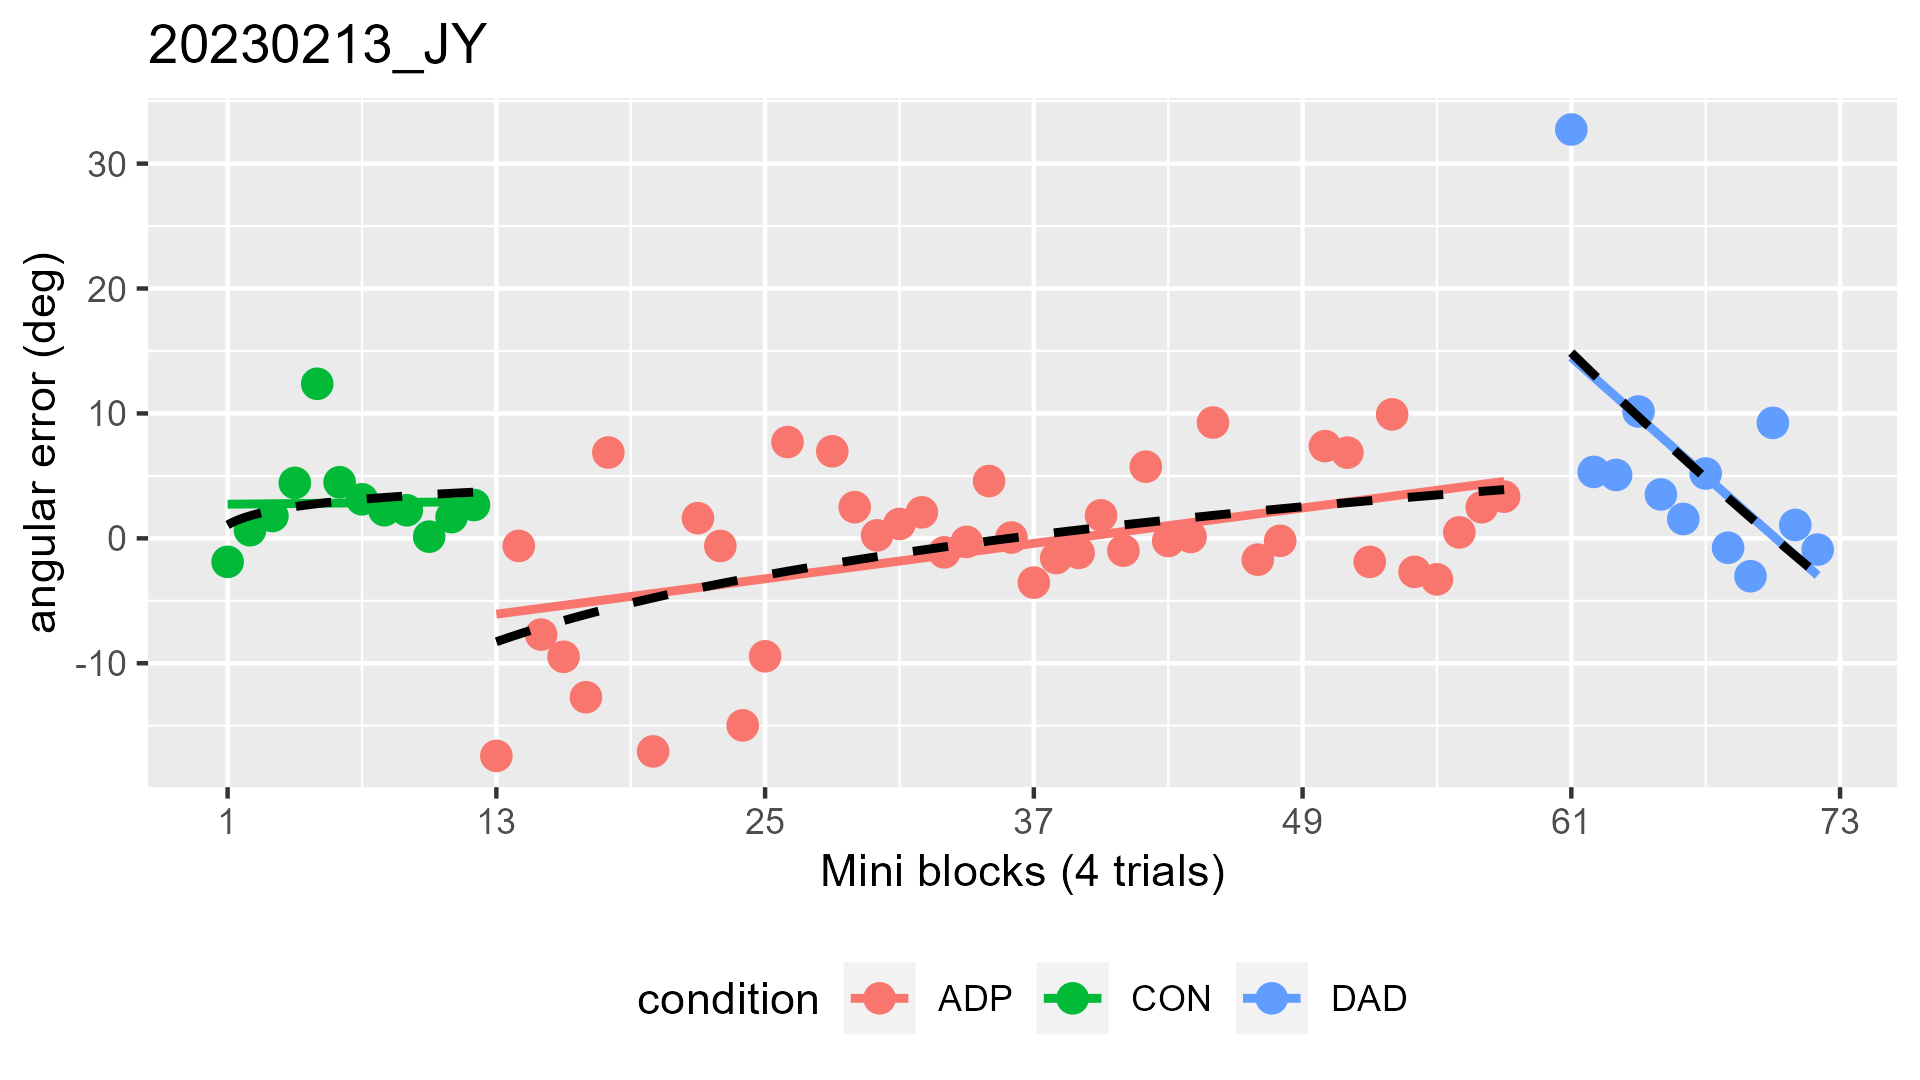 20230213_JY
angular error (deg)
30
20
10
0
-10
1 13 25 37 49 61 73
Mini blocks (4 trials)
condition ADP CON DAD